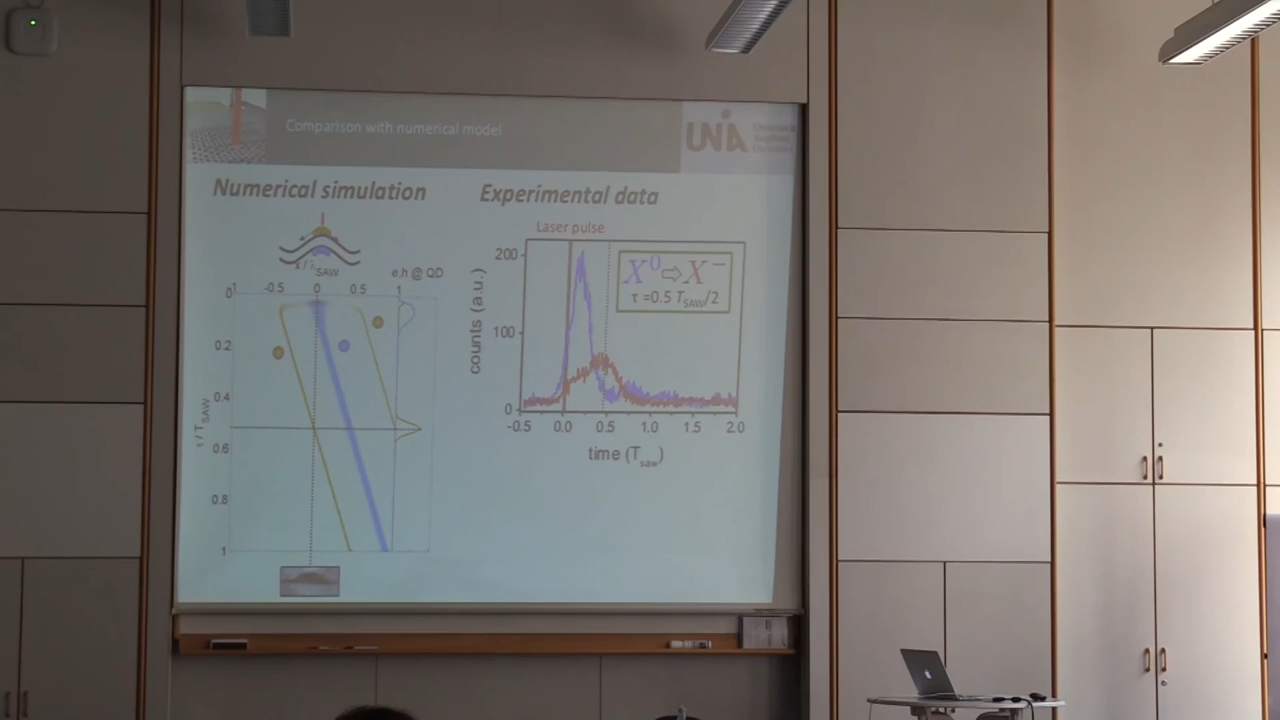 Comparison with numerical model
UNIA
Numerical simulation
Experimental data
x / λSAW
e,h @ QD
1 -0.5 0 0.5 1
0
0.2
0.4
0.6
0.8
1
τ / TSAW
Laser pulse
X⁰⇨X⁻
τ =0.5 TSAW/2
counts (a.u.)
200
100
0
-0.5 0.0 0.5 1.0 1.5 2.0
time (Tsaw)